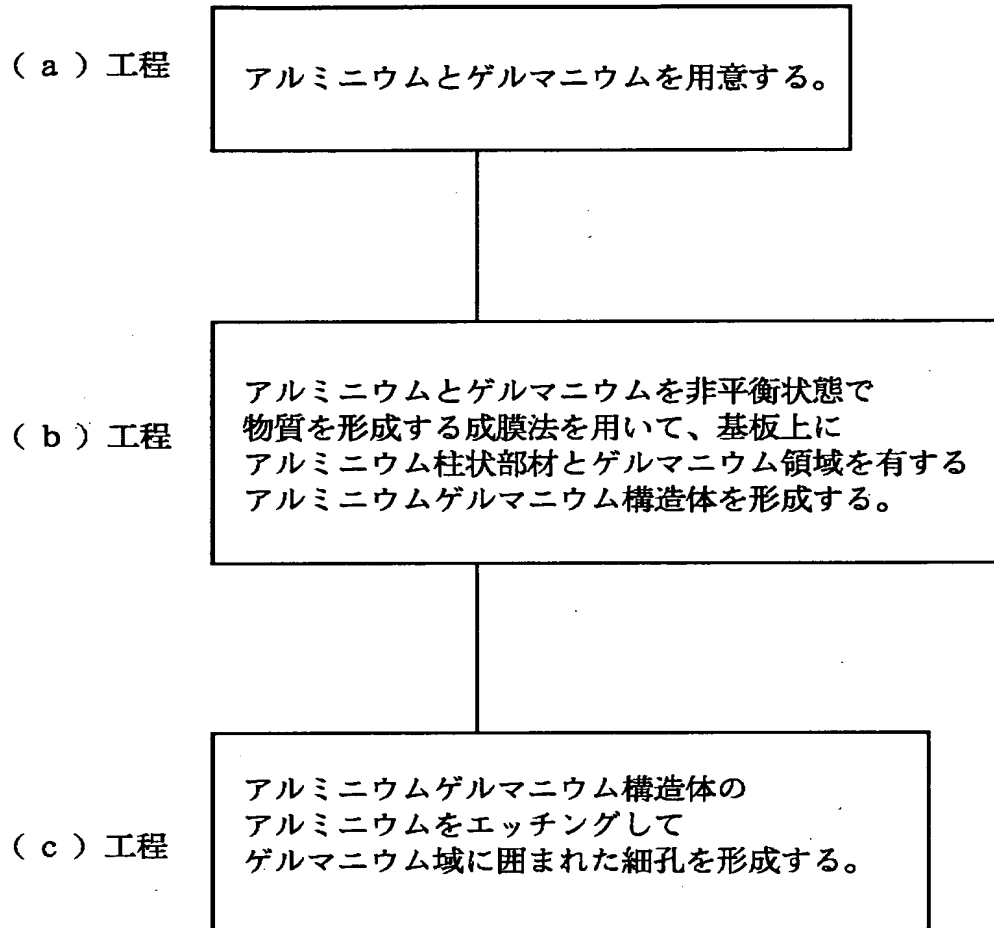 (a)工程
アルミニウムとゲルマニウムを用意する。
(b)工程
アルミニウムとゲルマニウムを非平衡状態で
物質を形成する成膜法を用いて、基板上に
アルミニウム柱状部材とゲルマニウム領域を有する
アルミニウムゲルマニウム構造体を形成する。
(c)工程
アルミニウムゲルマニウム構造体の
アルミニウムをエッチングして
ゲルマニウム域に囲まれた細孔を形成する。